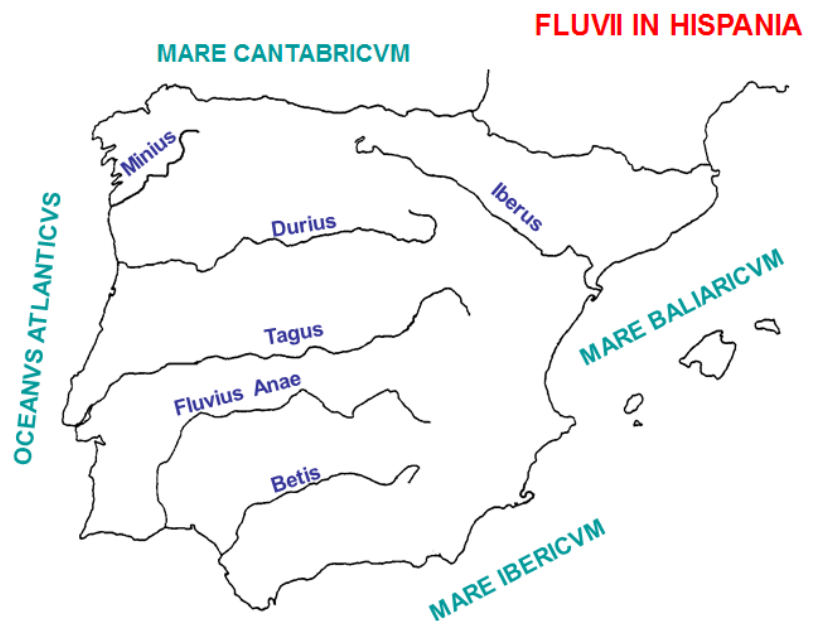 FLUVII IN HISPANIA
MARE CANTABRICVM
Minius
Iberus
Durius
OCEANVS ATLANTICVS
MARE BALIARICVM
Tagus
Fluvius Anae
Betis
MARE IBERICVM